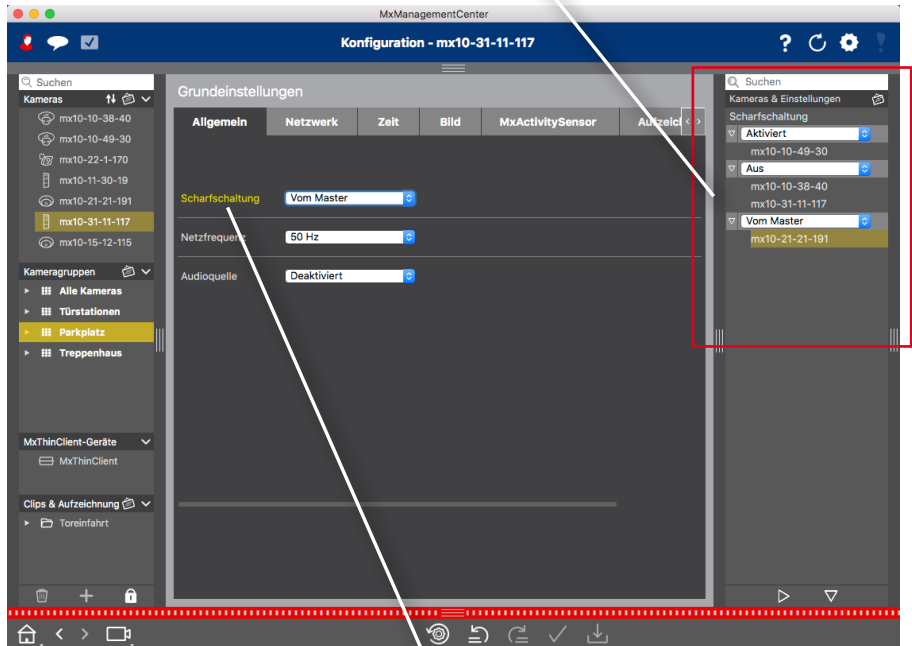 MxManagementCenter
Konfiguration - mx10-31-11-117
Suchen
Kameras
mx10-10-38-40
mx10-10-49-30
mx10-22-1-170
mx10-11-30-19
mx10-21-21-191
mx10-31-11-117
mx10-15-12-115
Kameragruppen
Alle Kameras
Türstationen
Parkplatz
Treppenhaus
MxThinClient-Geräte
MxThinClient
Clips & Aufzeichnung
Toreinfahrt
Grundeinstellungen
Allgemein Netzwerk Zeit Bild MxActivitySensor Aufzeicl
Scharfschaltung Vom Master
Netzfrequenz 50 Hz
Audioquelle Deaktiviert
Suchen
Kameras & Einstellungen
Scharfschaltung
Aktiviert
mx10-10-49-30
Aus
mx10-10-38-40
mx10-31-11-117
Vom Master
mx10-21-21-191